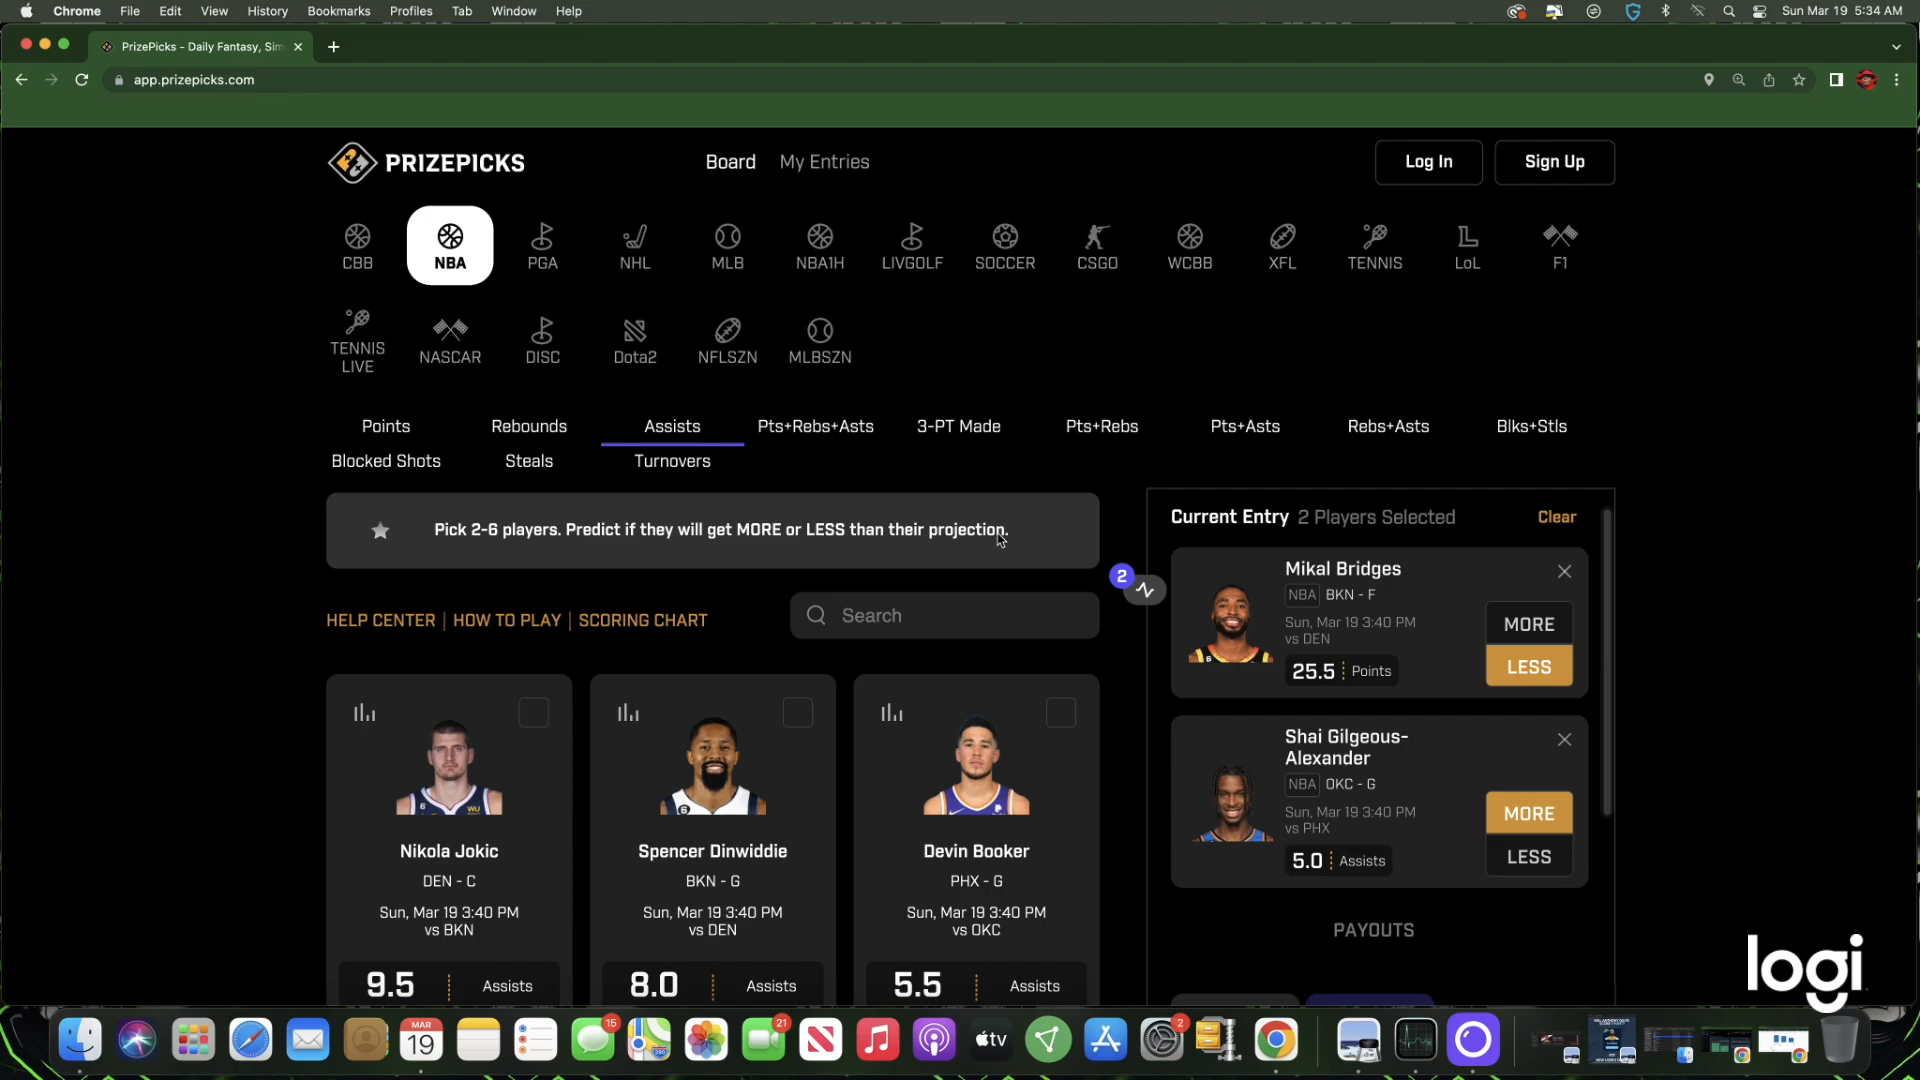 Chrome File Edit View History Bookmarks Profiles Tab Window Help Sun Mar 19 5:34 AM
PrizePicks - Daily Fantasy, Sim
app.prizepicks.com
PRIZEPICKS Board My Entries Log In Sign Up
CBB NBA PGA NHL MLB NBA1H LIVGOLF SOCCER CSGO WCBB XFL TENNIS LoL F1
TENNIS LIVE NASCAR DISC Dota2 NFLSZN MLBSZN
Points Rebounds Assists Pts+Rebs+Asts 3-PT Made Pts+Rebs Pts+Asts Rebs+Asts Blks+Stls
Blocked Shots Steals Turnovers
Pick 2-6 players. Predict if they will get MORE or LESS than their projection.
HELP CENTER | HOW TO PLAY | SCORING CHART
Search
Nikola Jokic
DEN - C
Sun, Mar 19 3:40 PM
vs BKN
9.5 Assists
Spencer Dinwiddie
BKN - G
Sun, Mar 19 3:40 PM
vs DEN
8.0 Assists
Devin Booker
PHX - G
Sun, Mar 19 3:40 PM
vs OKC
5.5 Assists
Current Entry 2 Players Selected Clear
2
Mikal Bridges
NBA BKN - F
Sun, Mar 19 3:40 PM
vs DEN
25.5 Points
MORE
LESS
Shai Gilgeous-
Alexander
NBA OKC - G
Sun, Mar 19 3:40 PM
vs PHX
5.0 Assists
MORE
LESS
PAYOUTS
logi
MAR
19
15
21
tv
2